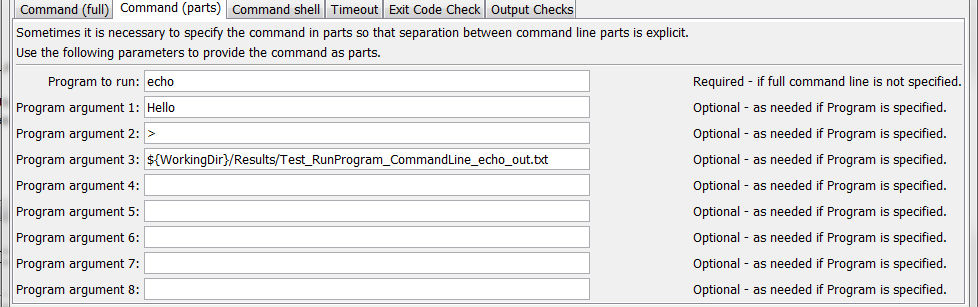 Command (full) Command (parts) Command shell Timeout Exit Code Check Output Checks
Sometimes it is necessary to specify the command in parts so that separation between command line parts is explicit.
Use the following parameters to provide the command as parts.
Program to run: echo Required - if full command line is not specified.
Program argument 1: Hello Optional - as needed if Program is specified.
Program argument 2: > Optional - as needed if Program is specified.
Program argument 3: ${WorkingDir}/Results/Test_RunProgram_CommandLine_echo_out.txt Optional - as needed if Program is specified.
Program argument 4: Optional - as needed if Program is specified.
Program argument 5: Optional - as needed if Program is specified.
Program argument 6: Optional - as needed if Program is specified.
Program argument 7: Optional - as needed if Program is specified.
Program argument 8: Optional - as needed if Program is specified.